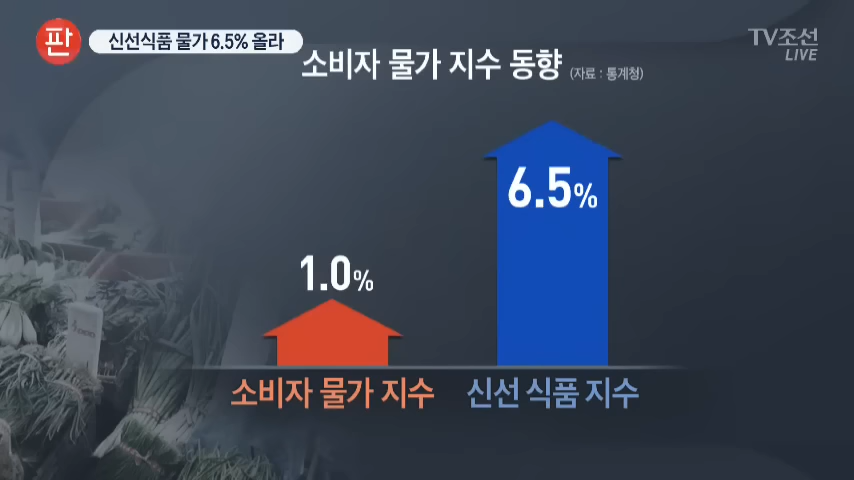 판
신선식품 물가 6.5% 올라
TV조선
LIVE
소비자 물가 지수 동향 (자료 : 통계청)
6.5%
1.0%
소비자 물가 지수
신선 식품 지수